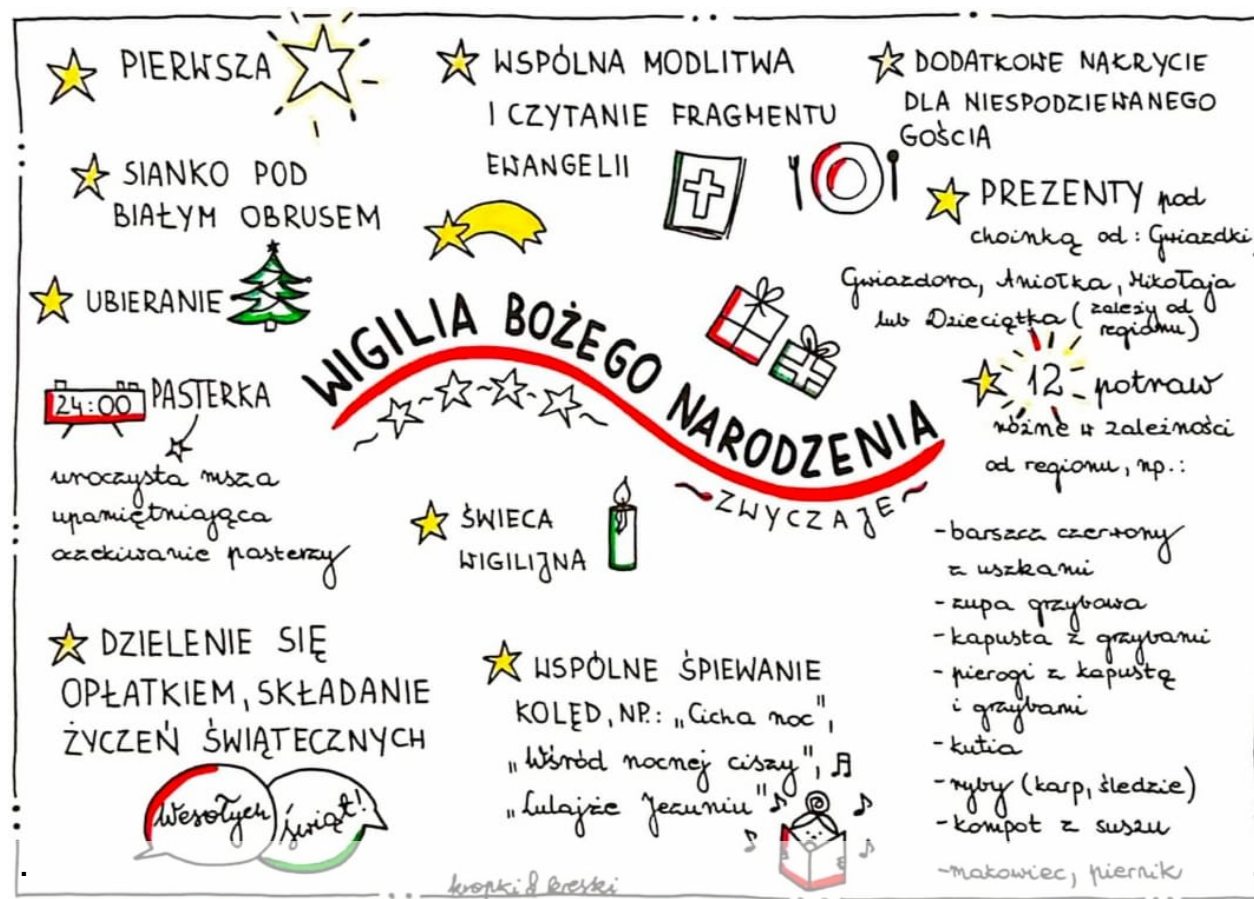 PIERWSZA
SIANKO POD
BIAŁYM OBRUSEM
UBIERANIE
24:00 PASTERKA
uroczysta msza
upamiętniająca
oczekiwanie pasterzy
DZIELENIE SIĘ
OPŁATKIEM, SKŁADANIE
ŻYCZEŃ ŚWIĄTECZNYCH
Wesołych
świąt!
WSPÓLNA MODLITWA
I CZYTANIE FRAGMENTU
EWANGELII
WIGILIA BOŻEGO NARODZENIA
~ZWYCZAJE~
ŚWIECA
WIGILIJNA
WSPÓLNE ŚPIEWANIE
KOLĘD, NP.: „Cicha noc",
„Wśród nocnej ciszy",
„Lulajże Jezuniu"
kropki & kreski
DODATKOWE NAKRYCIE
DLA NIESPODZIEWANEGO
GOŚCIA
PREZENTY pod
choinką od: Gwiazdki,
Gwiazdora, Aniołka, Mikołaja
lub Dzieciątka (zależy od
regionu)
12 potraw
różne w zależności
od regionu, np.:
- barszcz czerwony
z uszkami
- zupa grzybowa
- kapusta z grzybami
- pierogi z kapustą
i grzybami
- kutia
- ryby (karp, śledzie)
- kompot z suszu
- makowiec, piernik